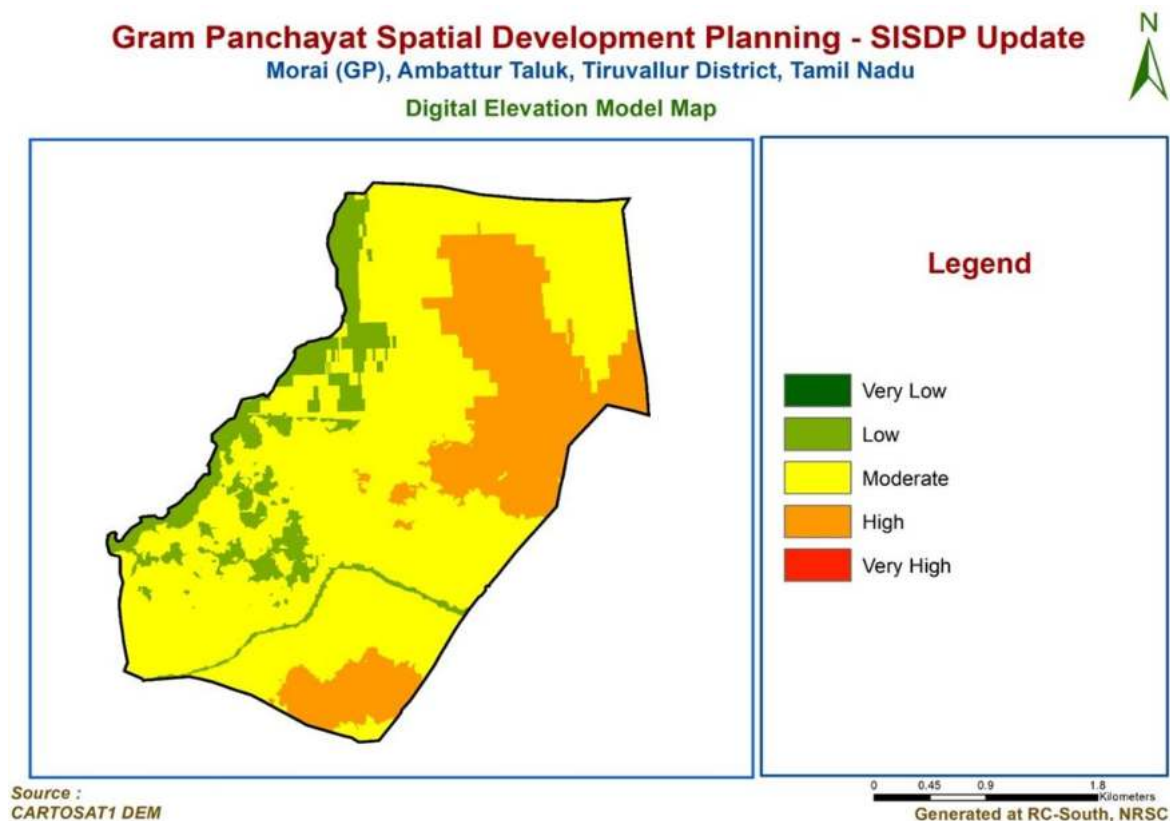 Gram Panchayat Spatial Development Planning - SISDP Update
Morai (GP), Ambattur Taluk, Tiruvallur District, Tamil Nadu
Digital Elevation Model Map
N
Legend
Very Low
Low
Moderate
High
Very High
Source :
CARTOSAT1 DEM
0 0.45 0.9 1.8
Kilometers
Generated at RC-South, NRSC